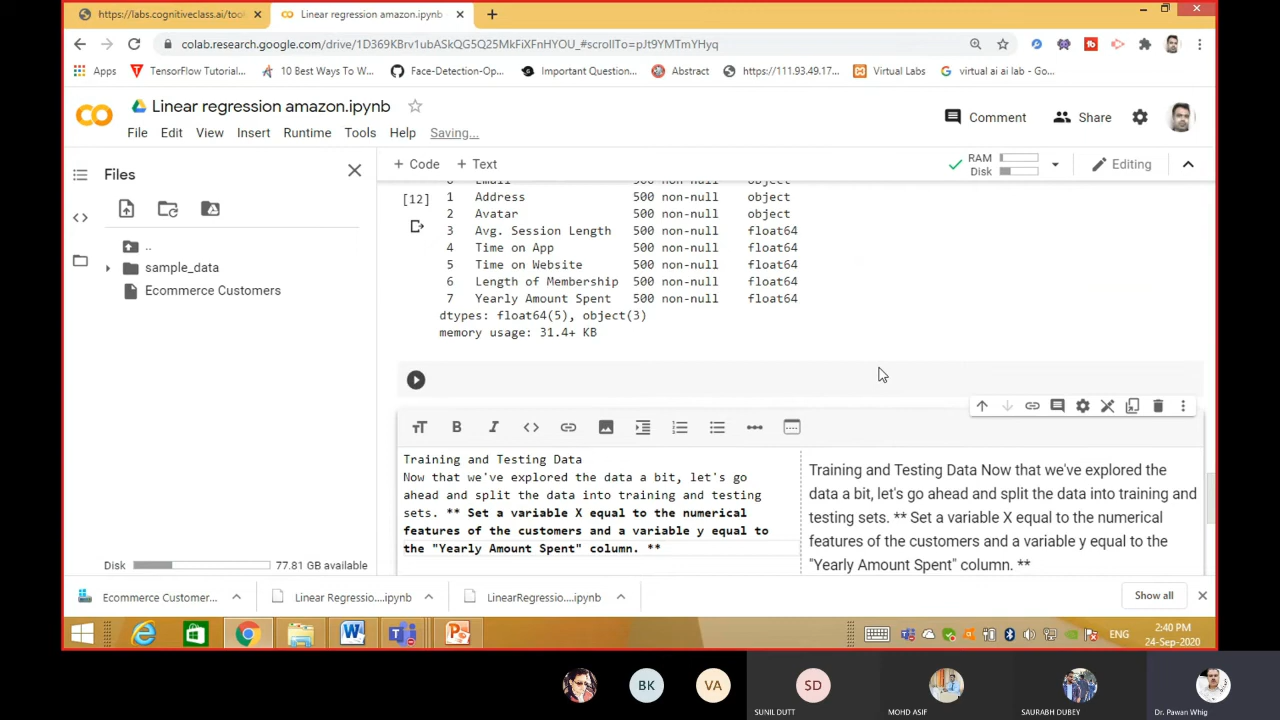 https://labs.cognitiveclass.ai/tool
Linear regression amazon.ipynb
colab.research.google.com/drive/1D369KBrv1ubASkQG5Q25MkFiXFnHYOU_#scrollTo=pJt9YMTmYHyq
Apps
TensorFlow Tutorial...
10 Best Ways To W...
Face-Detection-Op...
Important Question...
Abstract
https://111.93.49.17...
Virtual Labs
virtual ai ai lab - Go...
Linear regression amazon.ipynb
File Edit View Insert Runtime Tools Help Saving...
Comment
Share
Files
+ Code + Text
RAM
Disk
Editing
..
sample_data
Ecommerce Customers
Disk 77.81 GB available
[12]
0 Email 500 non-null object
1 Address 500 non-null object
2 Avatar 500 non-null object
3 Avg. Session Length 500 non-null float64
4 Time on App 500 non-null float64
5 Time on Website 500 non-null float64
6 Length of Membership 500 non-null float64
7 Yearly Amount Spent 500 non-null float64
dtypes: float64(5), object(3)
memory usage: 31.4+ KB
Training and Testing Data
Now that we've explored the data a bit, let's go
ahead and split the data into training and testing
sets. ** Set a variable X equal to the numerical
features of the customers and a variable y equal to
the "Yearly Amount Spent" column. **
Training and Testing Data Now that we've explored the
data a bit, let's go ahead and split the data into training and
testing sets. ** Set a variable X equal to the numerical
features of the customers and a variable y equal to the
"Yearly Amount Spent" column. **
Ecommerce Customer...
Linear Regressio....ipynb
LinearRegressio....ipynb
Show all
ENG
2:40 PM
24-Sep-2020
BK
VA
SD
SUNIL DUTT
MOHD ASIF
SAURABH DUBEY
Dr. Pawan Whig